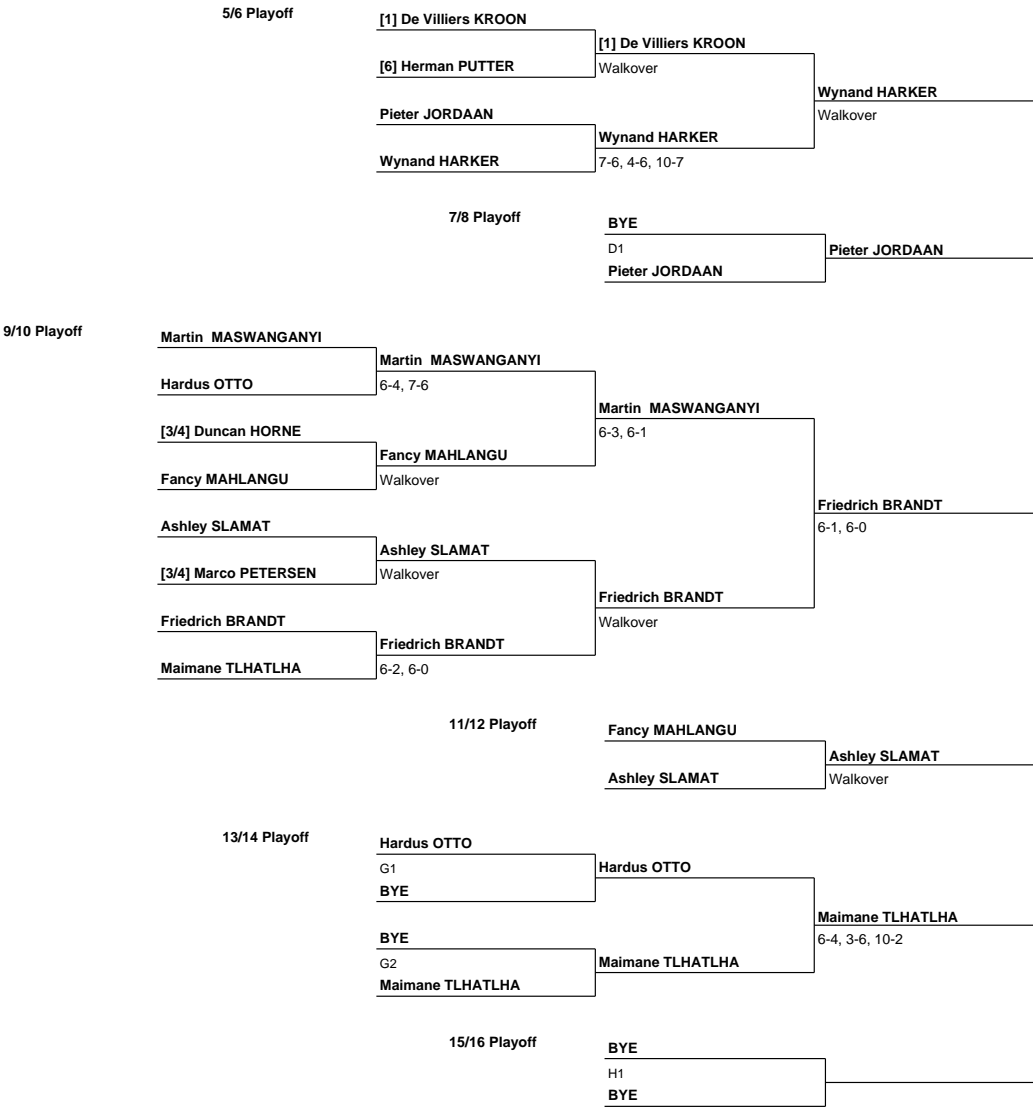 5/6 Playoff
[1] De Villiers KROON
[1] De Villiers KROON
[6] Herman PUTTER
Walkover
Wynand HARKER
Pieter JORDAAN
Walkover
Wynand HARKER
Wynand HARKER
7-6, 4-6, 10-7
7/8 Playoff
BYE
D1
Pieter JORDAAN
Pieter JORDAAN
9/10 Playoff
Martin MASWANGANYI
Martin MASWANGANYI
Hardus OTTO
6-4, 7-6
Martin MASWANGANYI
[3/4] Duncan HORNE
6-3, 6-1
Fancy MAHLANGU
Fancy MAHLANGU
Walkover
Friedrich BRANDT
Ashley SLAMAT
6-1, 6-0
Ashley SLAMAT
[3/4] Marco PETERSEN
Walkover
Friedrich BRANDT
Friedrich BRANDT
Walkover
Friedrich BRANDT
Maimane TLHATLHA
6-2, 6-0
11/12 Playoff
Fancy MAHLANGU
Ashley SLAMAT
Ashley SLAMAT
Walkover
13/14 Playoff
Hardus OTTO
G1
Hardus OTTO
BYE
Maimane TLHATLHA
BYE
6-4, 3-6, 10-2
G2
Maimane TLHATLHA
Maimane TLHATLHA
15/16 Playoff
BYE
H1
BYE